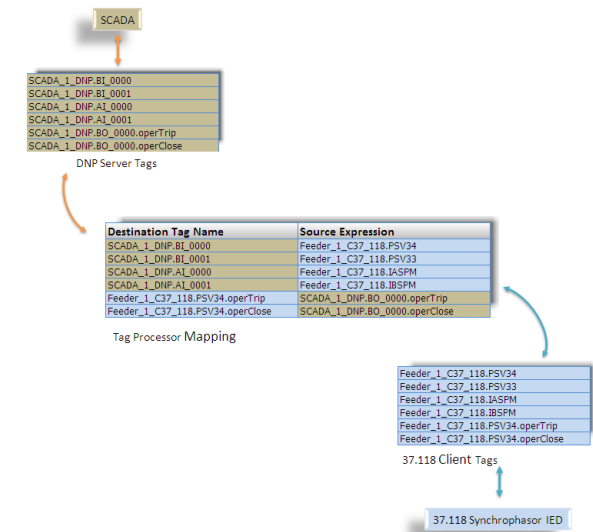 SCADA
SCADA_1_DNP.BI_0000
SCADA_1_DNP.BI_0001
SCADA_1_DNP.AI_0000
SCADA_1_DNP.AI_0001
SCADA_1_DNP.BO_0000.operTrip
SCADA_1_DNP.BO_0000.operClose
DNP Server Tags
Destination Tag Name Source Expression
SCADA_1_DNP.BI_0000 Feeder_1_C37_118.PSV34
SCADA_1_DNP.BI_0001 Feeder_1_C37_118.PSV33
SCADA_1_DNP.AI_0000 Feeder_1_C37_118.IASPM
SCADA_1_DNP.AI_0001 Feeder_1_C37_118.IBSPM
Feeder_1_C37_118.PSV34.operTrip SCADA_1_DNP.BO_0000.operTrip
Feeder_1_C37_118.PSV34.operClose SCADA_1_DNP.BO_0000.operClose
Tag Processor Mapping
Feeder_1_C37_118.PSV34
Feeder_1_C37_118.PSV33
Feeder_1_C37_118.IASPM
Feeder_1_C37_118.IBSPM
Feeder_1_C37_118.PSV34.operTrip
Feeder_1_C37_118.PSV34.operClose
37.118 Client Tags
37.118 Synchrophasor IED